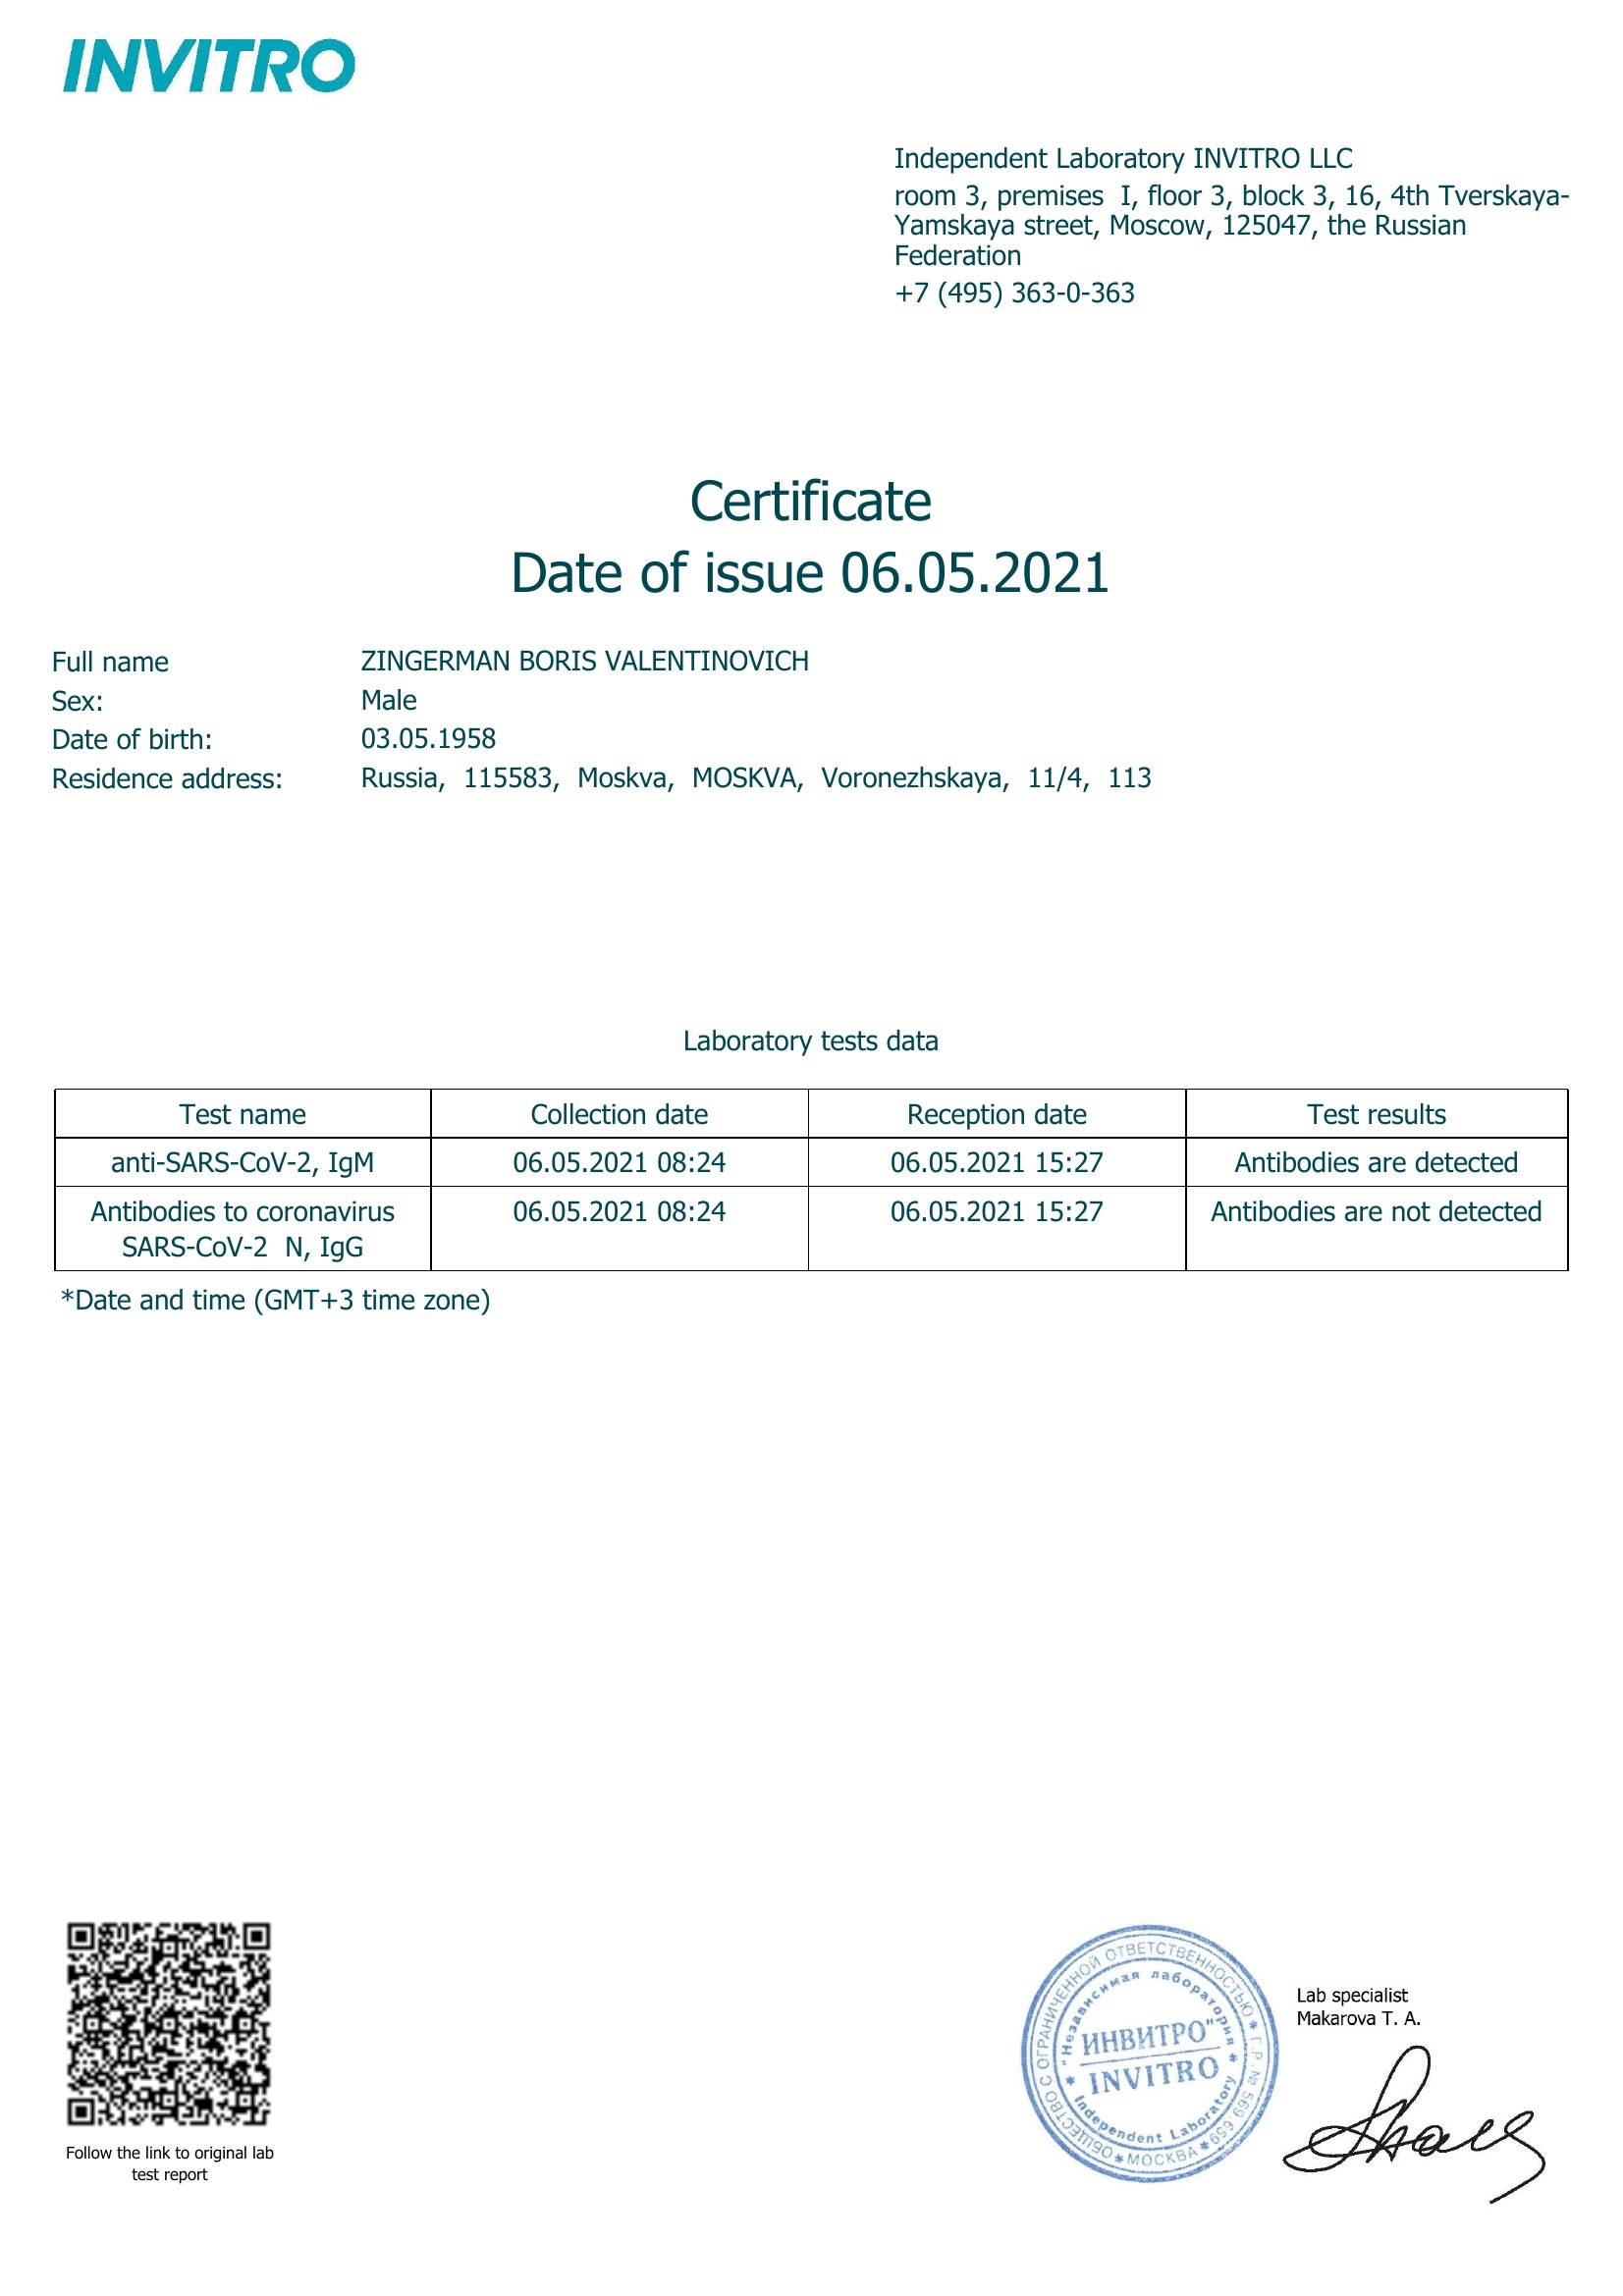 INVITRO
Independent Laboratory INVITRO LLC
room 3, premises I, floor 3, block 3, 16, 4th Tverskaya-
Yamskaya street, Moscow, 125047, the Russian
Federation
+7 (495) 363-0-363
Certificate
Date of issue 06.05.2021
Full name ZINGERMAN BORIS VALENTINOVICH
Sex: Male
Date of birth: 03.05.1958
Residence address: Russia, 115583, Moskva, MOSKVA, Voronezhskaya, 11/4, 113
Laboratory tests data
Test name Collection date Reception date Test results
anti-SARS-CoV-2, IgM 06.05.2021 08:24 06.05.2021 15:27 Antibodies are detected
Antibodies to coronavirus 06.05.2021 08:24 06.05.2021 15:27 Antibodies are not detected
SARS-CoV-2 N, IgG
*Date and time (GMT+3 time zone)
Follow the link to original lab
test report
ОБЩЕСТВО С ОГРАНИЧЕННОЙ ОТВЕТСТВЕННОСТЬЮ * Г.Р. № 569 659 * МОСКВА *
"Независимая лаборатория *
ИНВИТРО"
INVITRO
* Independent Laboratory
Lab specialist
Makarova T. A.